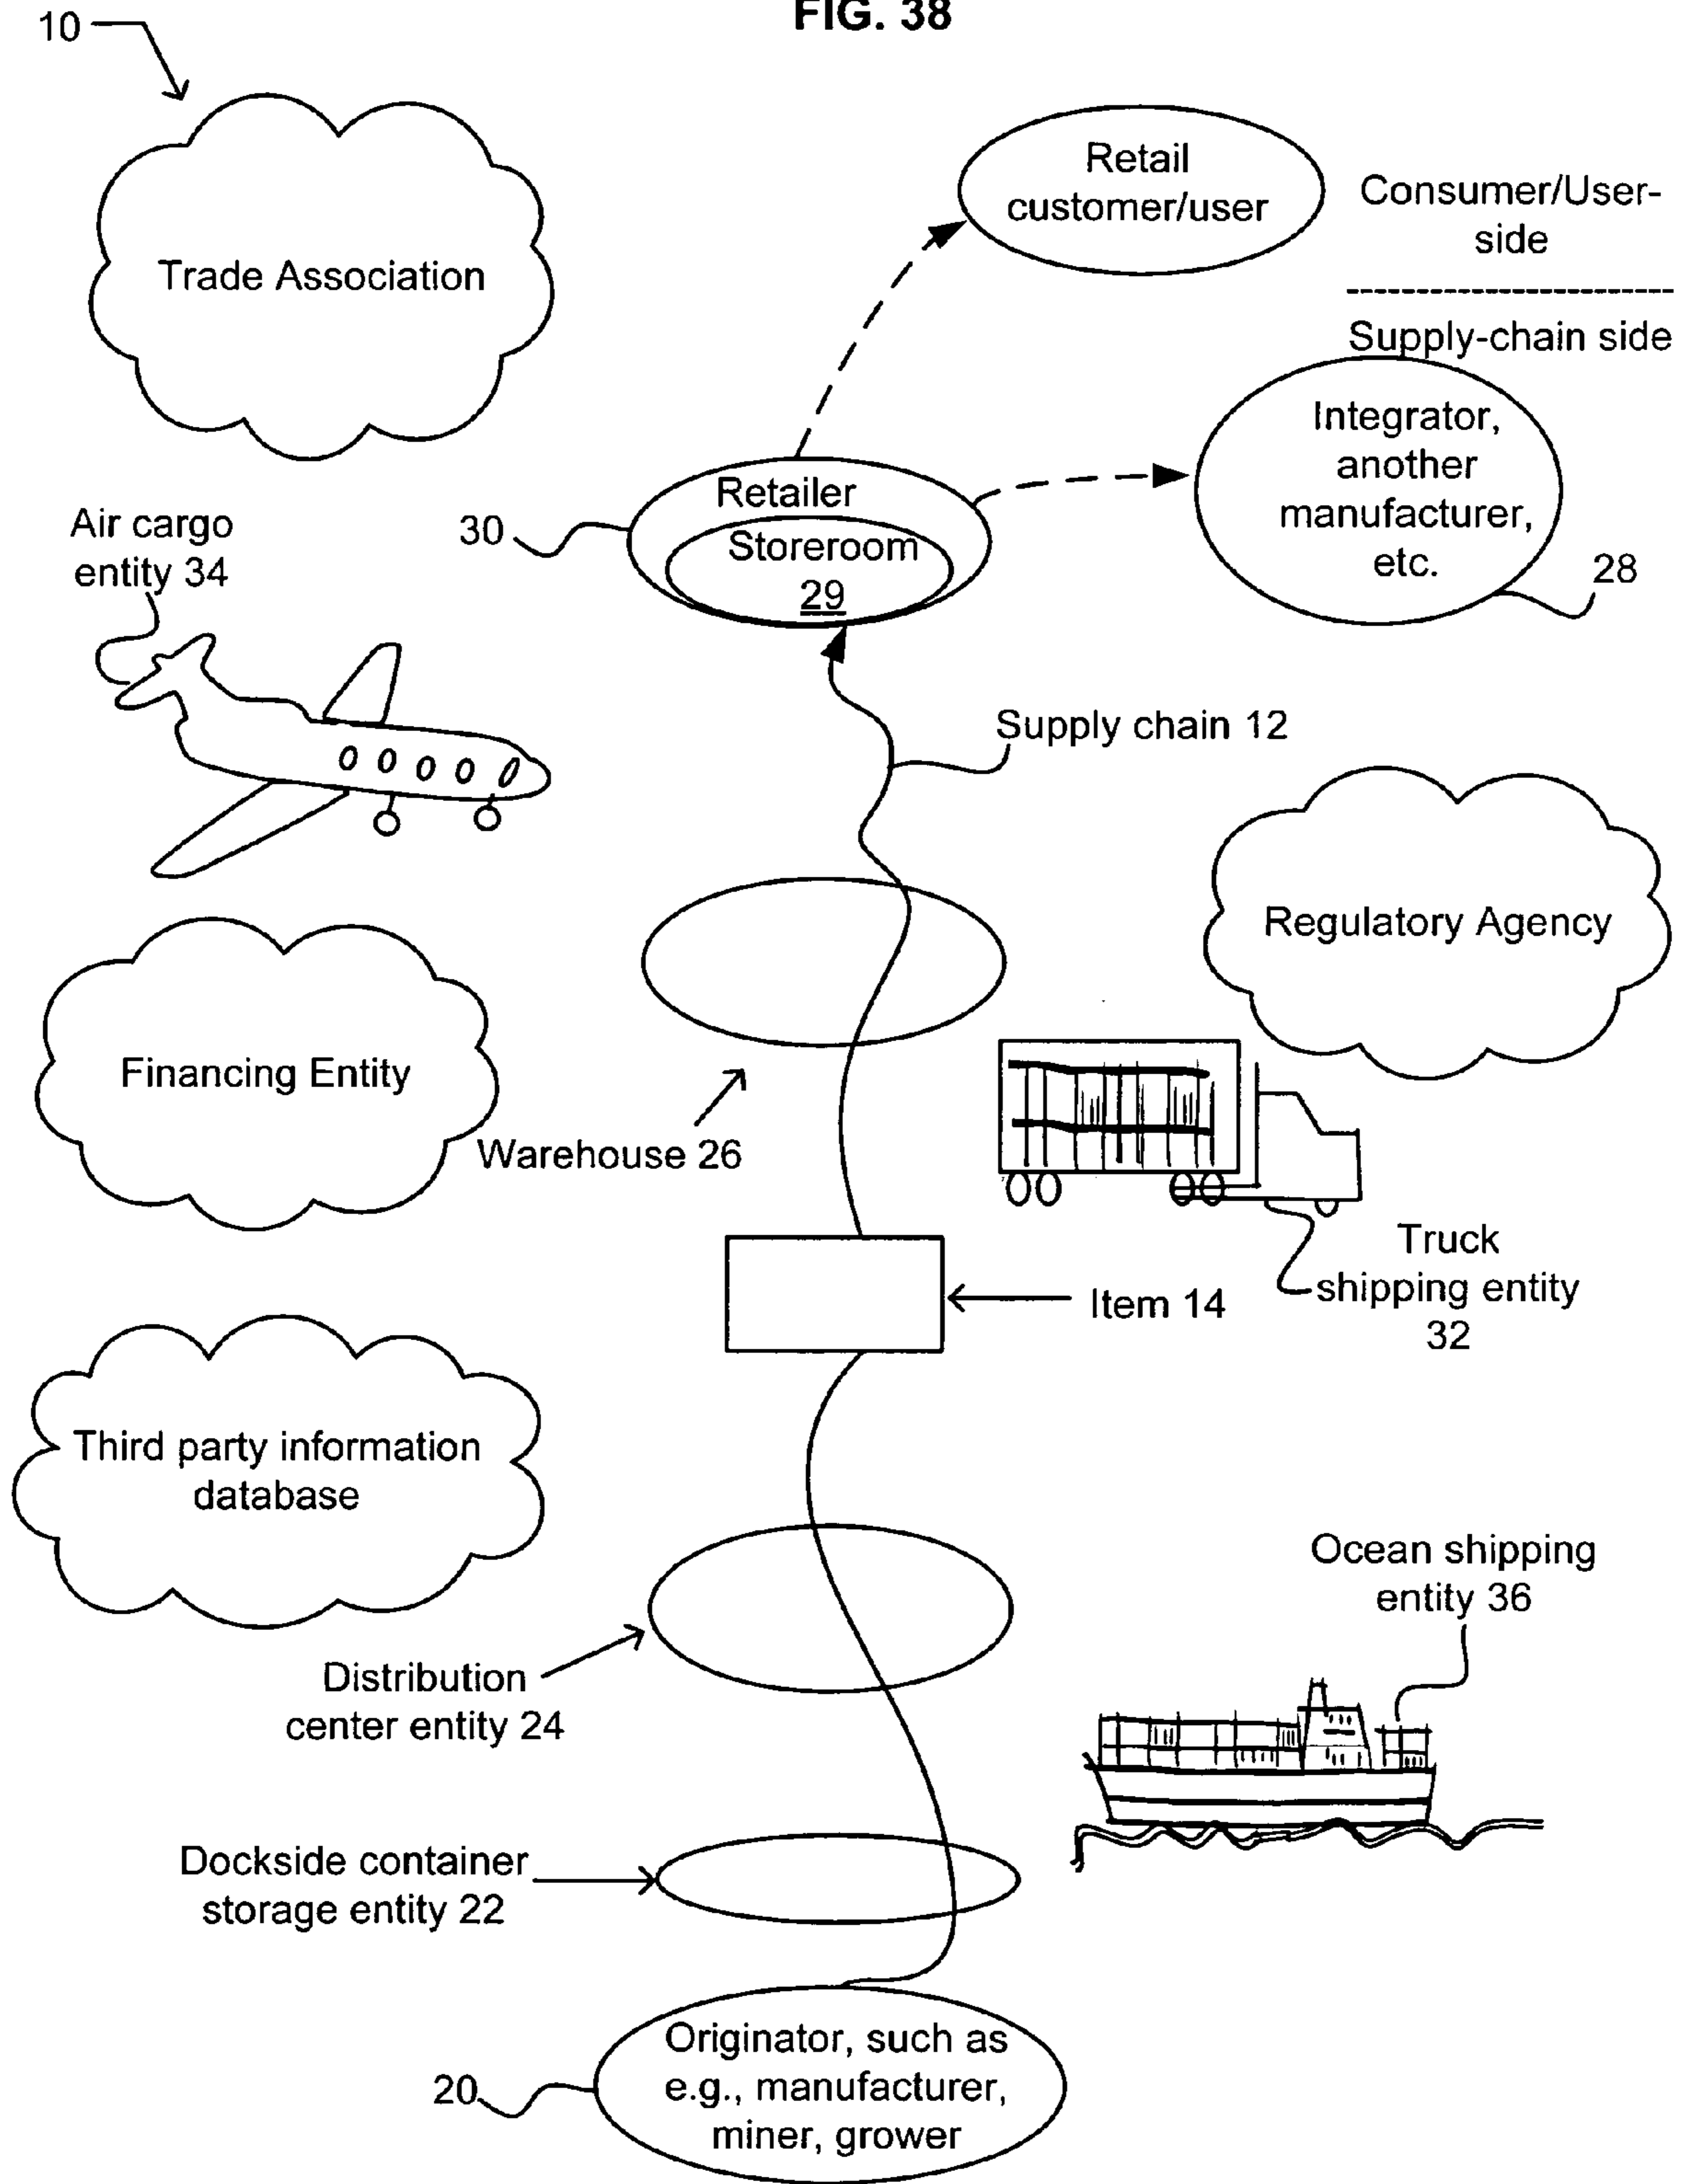 FIG. 38
10
Retail
customer/user
Consumer/User-
side
Trade Association
Supply-chain side
Integrator,
another
manufacturer,
etc.
28
Retailer
Storeroom
29
30
Air cargo
entity 34
Supply chain 12
Regulatory Agency
Financing Entity
Warehouse 26
Truck
shipping entity
32
Item 14
Third party information
database
Ocean shipping
entity 36
Distribution
center entity 24
Dockside container
storage entity 22
Originator, such as
e.g., manufacturer,
miner, grower
20